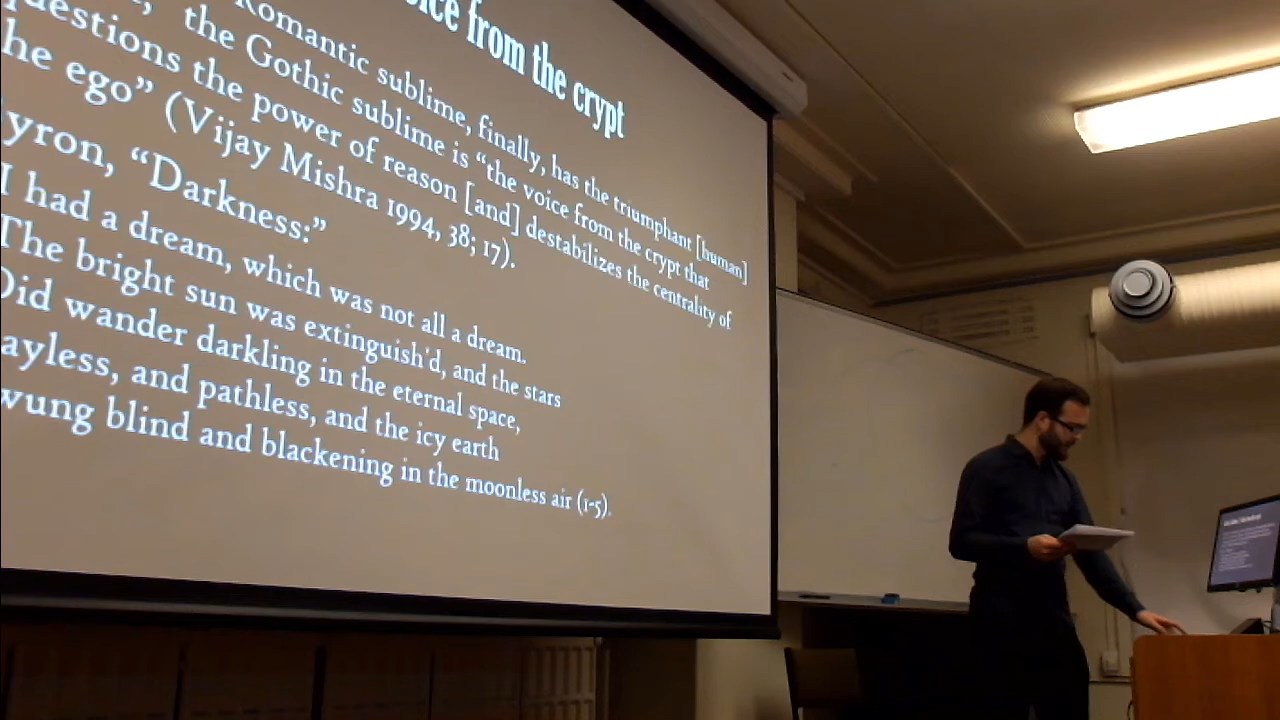 from the crypt
Romantic sublime, finally, has the triumphant [human]
the Gothic sublime is “the voice from the crypt that
questions the power of reason [and] destabilizes the centrality of
he ego” (Vijay Mishra 1994, 38; 17).
yron, “Darkness:”
I had a dream, which was not all a dream.
The bright sun was extinguish'd, and the stars
Did wander darkling in the eternal space,
ayless, and pathless, and the icy earth
wung blind and blackening in the moonless air (1-5).